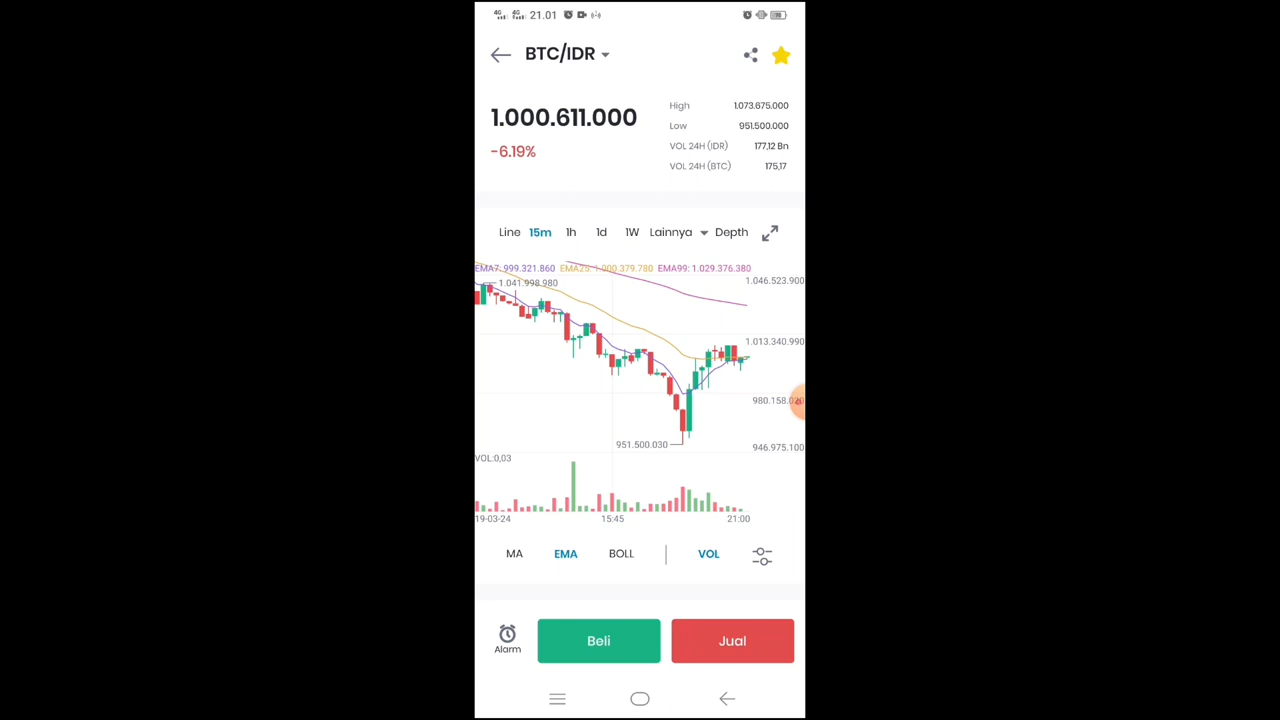 4G 4G 21.01
BTC/IDR
1.000.611.000
-6.19%
High 1.073.675.000
Low 951.500.000
VOL 24H (IDR) 177,12 Bn
VOL 24H (BTC) 175,17
Line 15m 1h 1d 1W Lainnya Depth
EMA7: 999.321.860 EMA25: 1.000.379.780 EMA99: 1.029.376.380
1.046.523.900
1.041.998.980
1.013.340.990
980.158.0
951.500.030
946.975.100
VOL:0,03
19-03-24 15:45 21:00
MA EMA BOLL VOL
Alarm Beli Jual